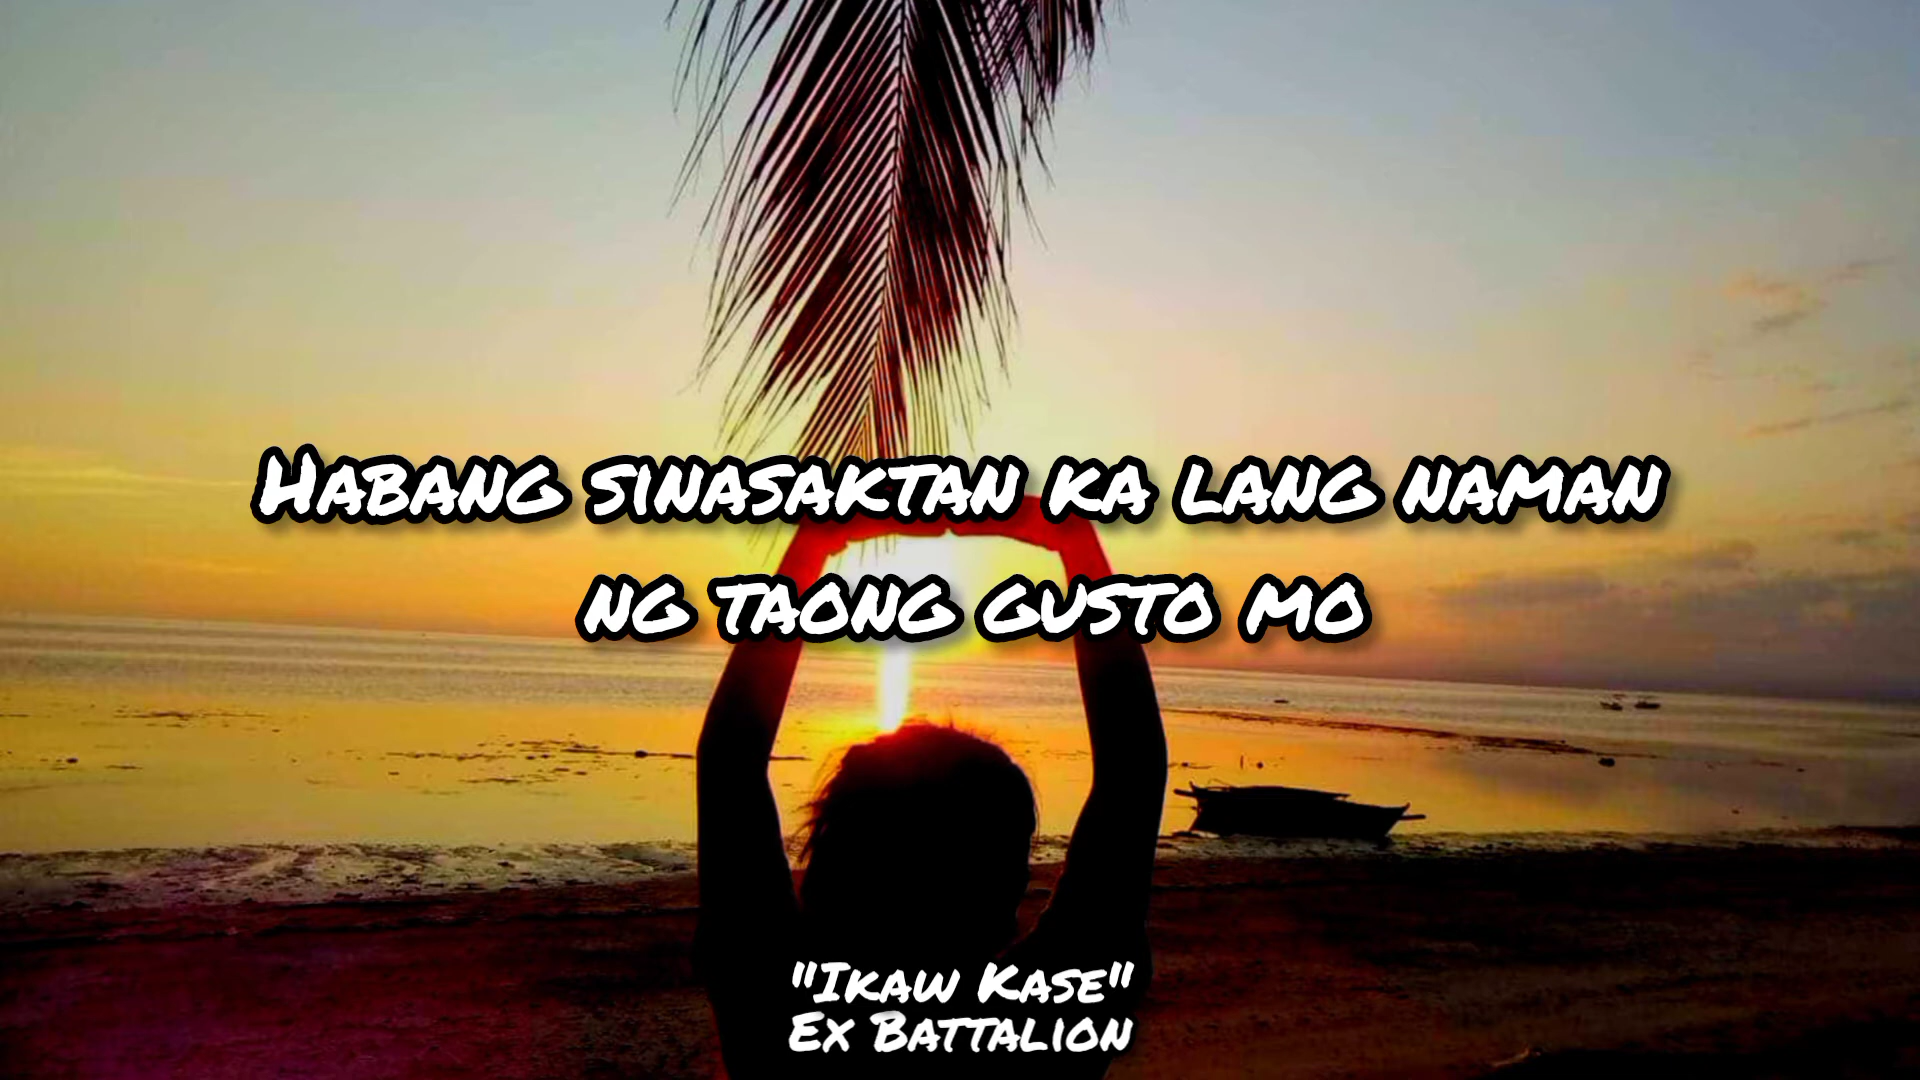 Habang sinasaktan ka lang naman
ng taong gusto mo
"Ikaw Kase"
Ex Battalion